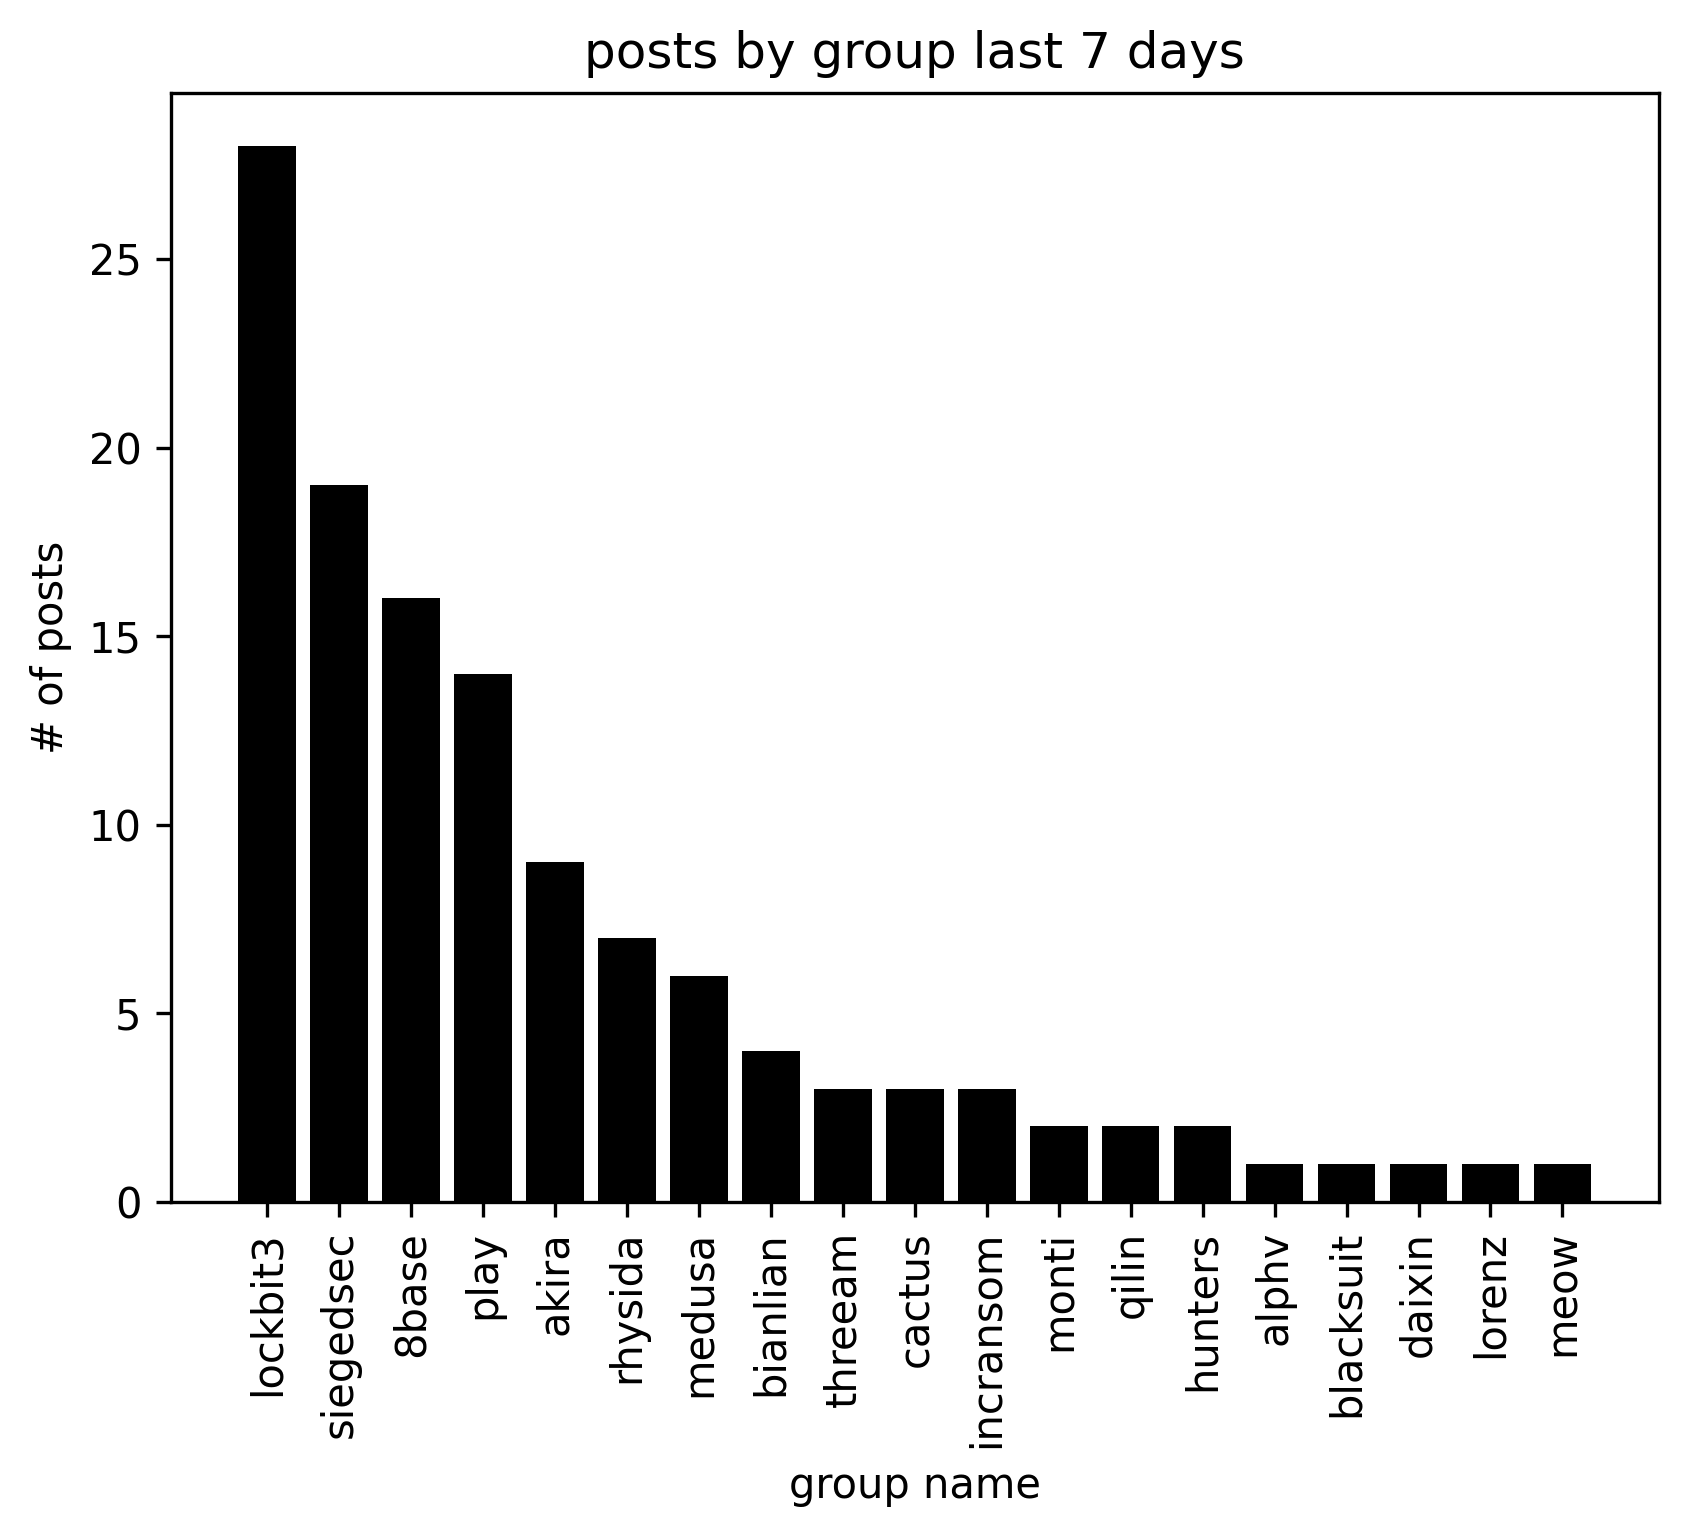 posts by group last 7 days
# of posts
25
20
15
10
5
0
lockbit3
siegedsec
8base
play
akira
rhysida
medusa
bianlian
threeam
cactus
incransom
monti
qilin
hunters
alphv
blacksuit
daixin
lorenz
meow
group name